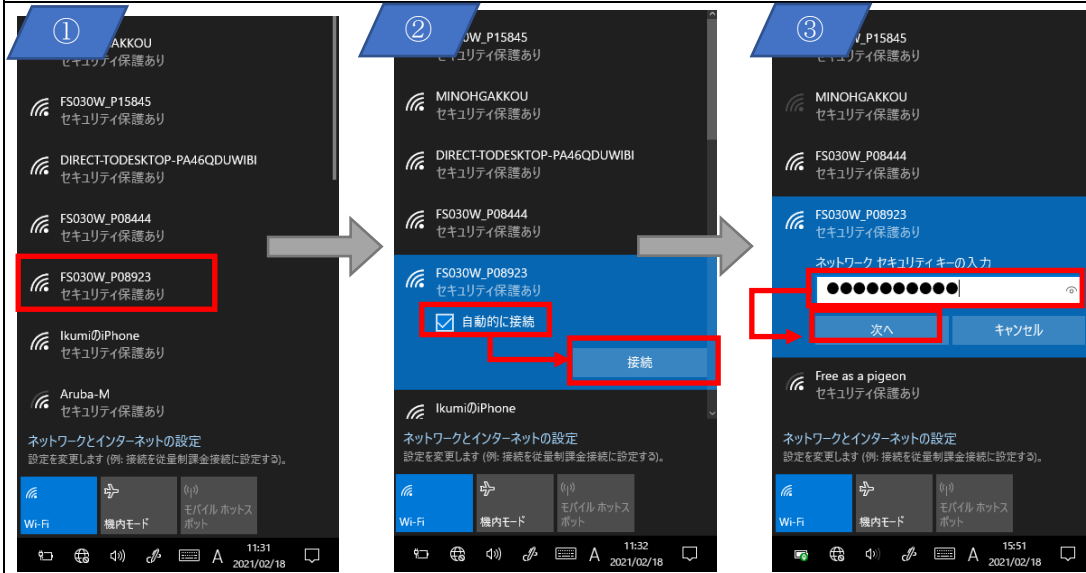 ①
AKKOU
セキュリティ保護あり
FS030W_P15845
セキュリティ保護あり
DIRECT-TODESKTOP-PA46QDUWIBI
セキュリティ保護あり
FS030W_P08444
セキュリティ保護あり
FS030W_P08923
セキュリティ保護あり
IkumiのiPhone
セキュリティ保護あり
Aruba-M
セキュリティ保護あり
ネットワークとインターネットの設定
設定を変更します (例: 接続を従量制課金接続に設定する)。
Wi-Fi
機内モード
モバイル ホットス
ポット
A
11:31
2021/02/18
②
0W_P15845
セキュリティ保護あり
MINOHGAKKOU
セキュリティ保護あり
DIRECT-TODESKTOP-PA46QDUWIBI
セキュリティ保護あり
FS030W_P08444
セキュリティ保護あり
FS030W_P08923
セキュリティ保護あり
自動的に接続
接続
IkumiのiPhone
ネットワークとインターネットの設定
設定を変更します (例: 接続を従量制課金接続に設定する)。
Wi-Fi
機内モード
モバイル ホットス
ポット
A
11:32
2021/02/18
③
V_P15845
セキュリティ保護あり
MINOHGAKKOU
セキュリティ保護あり
FS030W_P08444
セキュリティ保護あり
FS030W_P08923
セキュリティ保護あり
ネットワーク セキュリティ キーの入力
●●●●●●●●●●
次へ
キャンセル
Free as a pigeon
セキュリティ保護あり
ネットワークとインターネットの設定
設定を変更します (例: 接続を従量制課金接続に設定する)。
Wi-Fi
機内モード
モバイル ホットス
ポット
A
15:51
2021/02/18